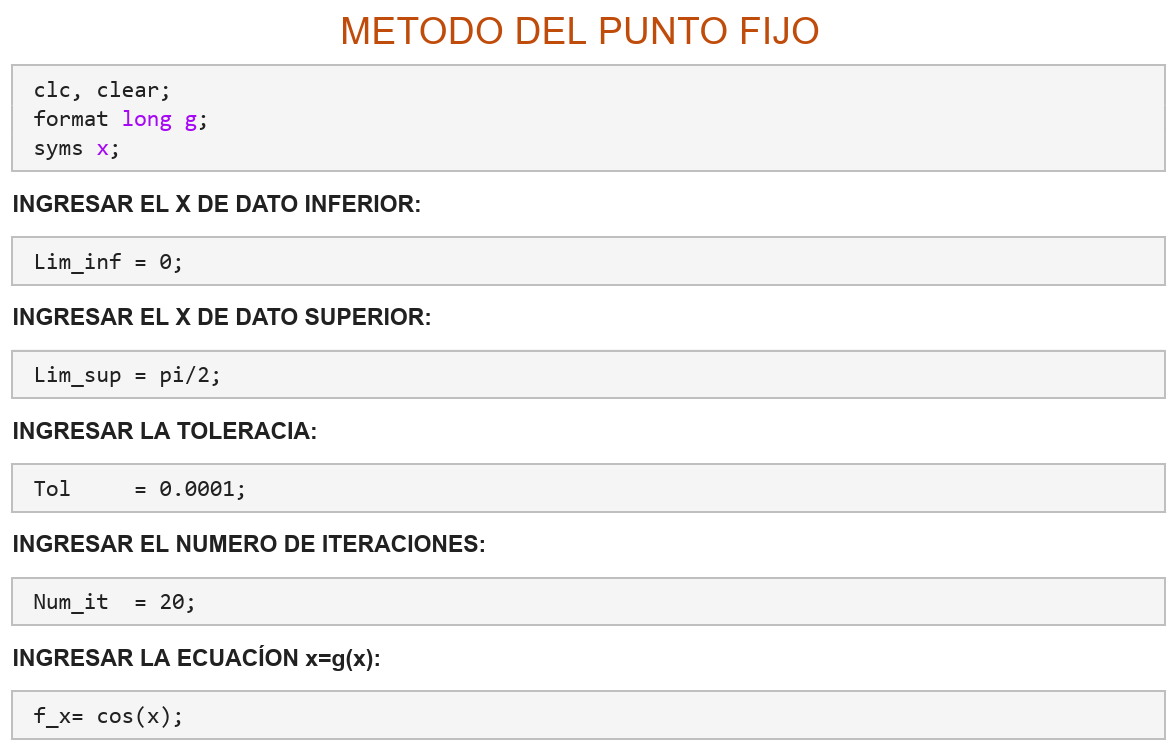 METODO DEL PUNTO FIJO
clc, clear;
format long g;
syms x;
INGRESAR EL X DE DATO INFERIOR:
Lim_inf = 0;
INGRESAR EL X DE DATO SUPERIOR:
Lim_sup = pi/2;
INGRESAR LA TOLERACIA:
Tol     = 0.0001;
INGRESAR EL NUMERO DE ITERACIONES:
Num_it  = 20;
INGRESAR LA ECUACÍON x=g(x):
f_x= cos(x);